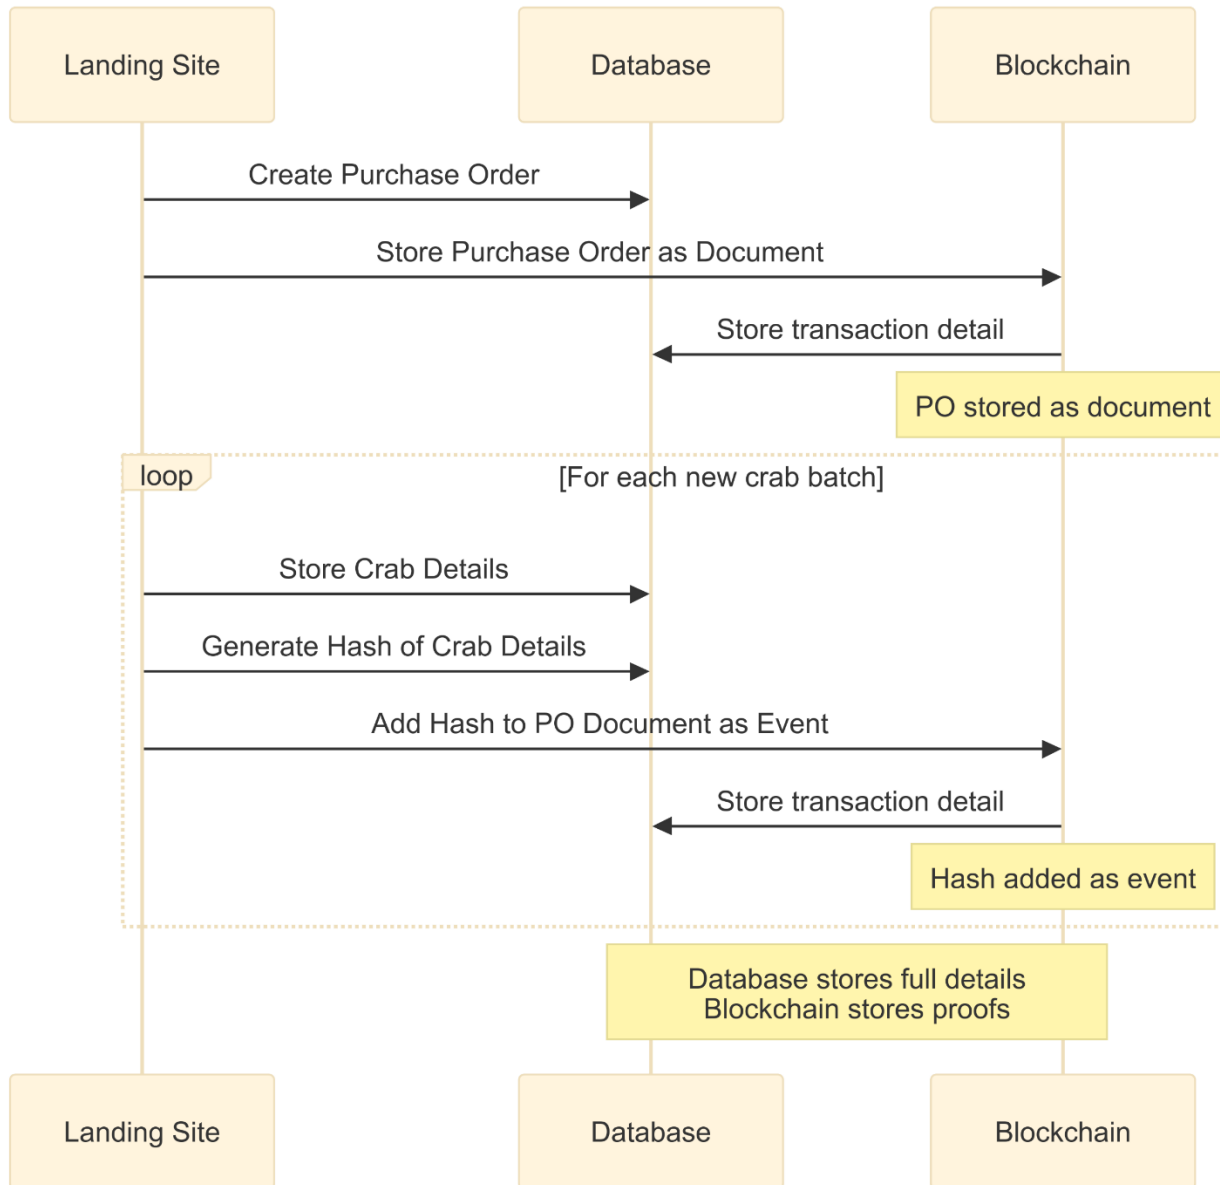 Landing Site
Database
Blockchain
Create Purchase Order
Store Purchase Order as Document
Store transaction detail
PO stored as document
loop
[For each new crab batch]
Store Crab Details
Generate Hash of Crab Details
Add Hash to PO Document as Event
Store transaction detail
Hash added as event
Database stores full details
Blockchain stores proofs
Landing Site
Database
Blockchain